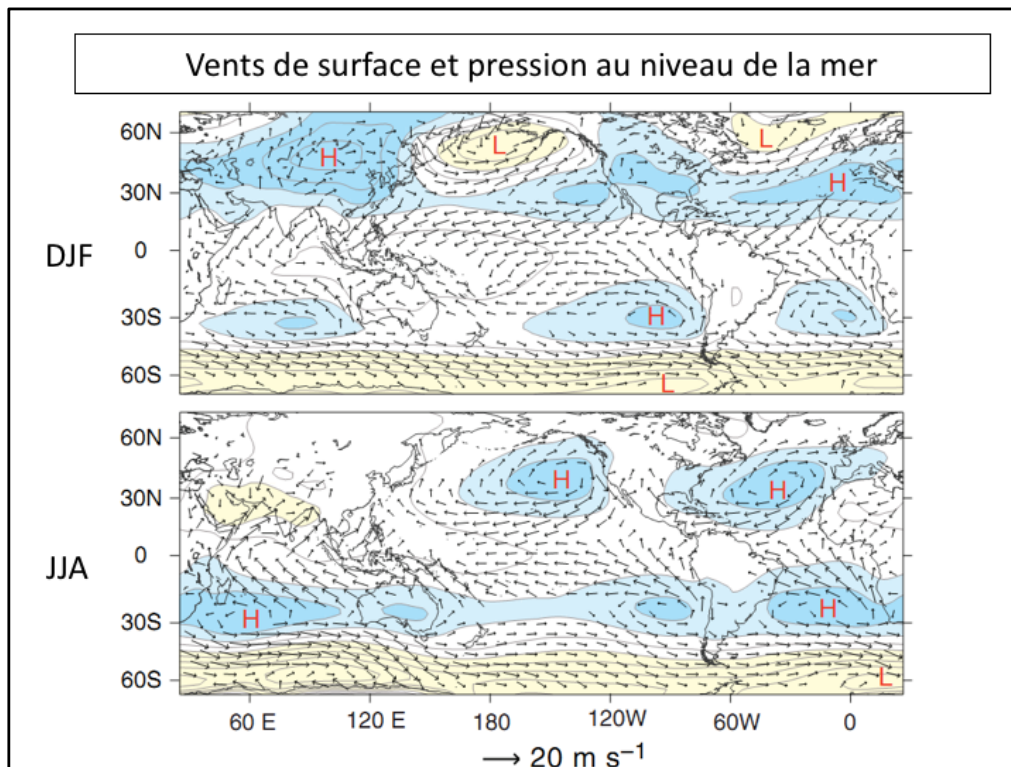 Vents de surface et pression au niveau de la mer
60N
30N
0
30S
60S
DJF
H
L
L
H
H
L
60N
30N
0
30S
60S
JJA
H
H
H
H
L
60 E
120 E
180
120W
60W
0
→ 20 m s⁻¹